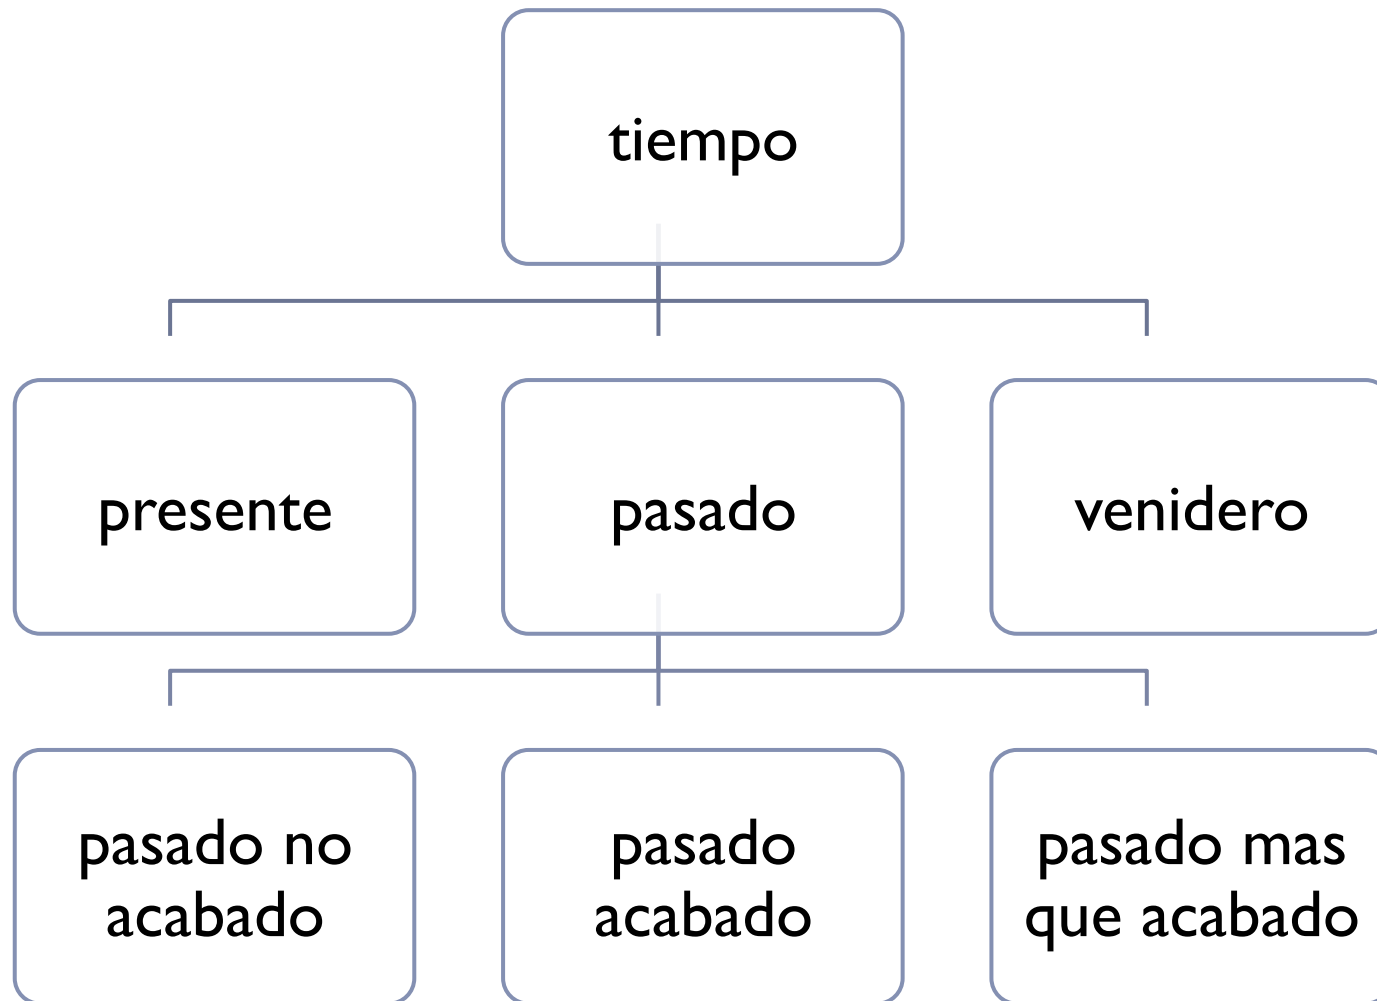 tiempo
presente
pasado
venidero
pasado no
acabado
pasado
acabado
pasado mas
que acabado